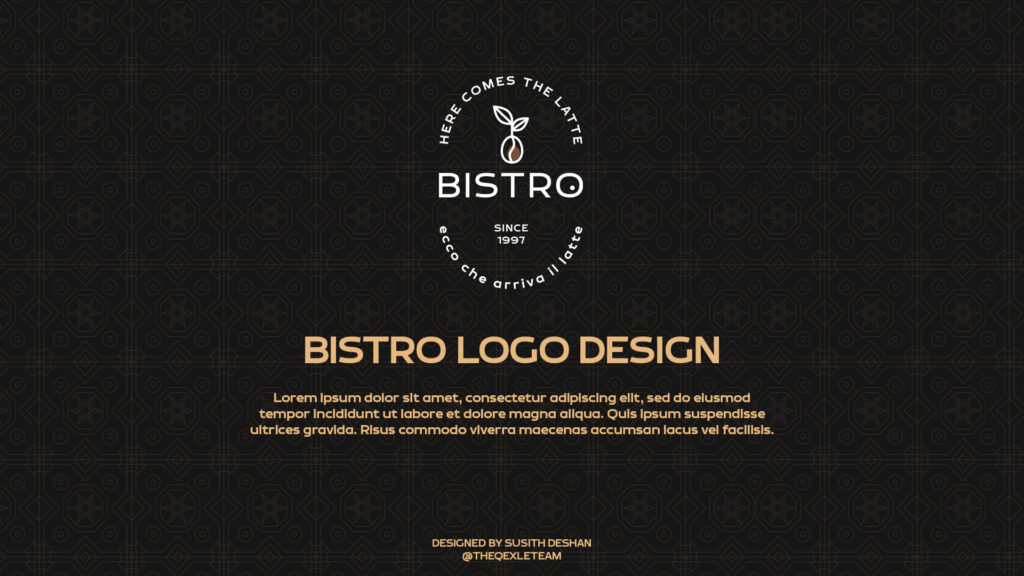 HERE COMES THE LATTE
BISTRO
SINCE
1997
ecco che arriva il latte
BISTRO LOGO DESIGN
Lorem ipsum dolor sit amet, consectetur adipiscing elit, sed do eiusmod
tempor incididunt ut labore et dolore magna aliqua. Quis ipsum suspendisse
ultrices gravida. Risus commodo viverra maecenas accumsan lacus vel facilisis.
DESIGNED BY SUSITH DESHAN
@THEQEXLETEAM